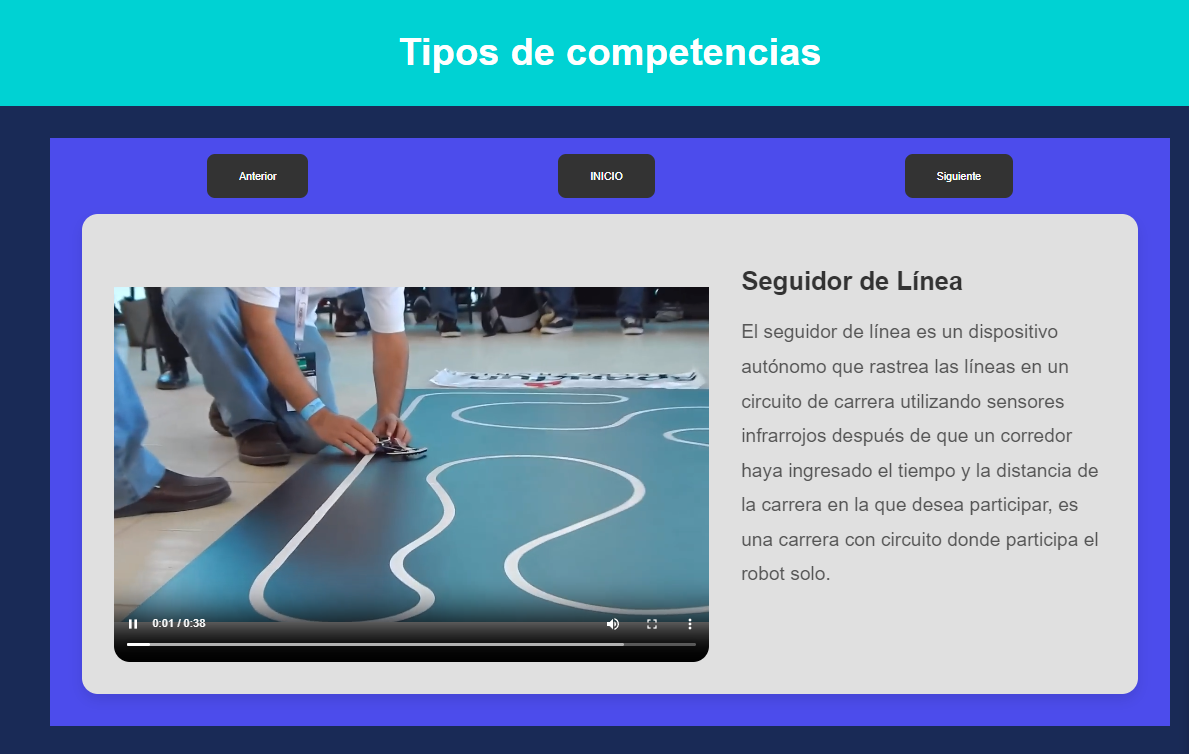 Tipos de competencias
Anterior
INICIO
Siguiente
Seguidor de Línea
El seguidor de línea es un dispositivo
autónomo que rastrea las líneas en un
circuito de carrera utilizando sensores
infrarrojos después de que un corredor
haya ingresado el tiempo y la distancia de
la carrera en la que desea participar, es
una carrera con circuito donde participa el
robot solo.
0:01 / 0:38